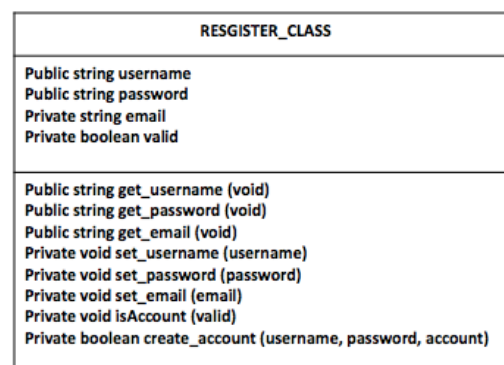 RESGISTER_CLASS
Public string username
Public string password
Private string email
Private boolean valid
Public string get_username (void)
Public string get_password (void)
Public string get_email (void)
Private void set_username (username)
Private void set_password (password)
Private void set_email (email)
Private void isAccount (valid)
Private boolean create_account (username, password, account)